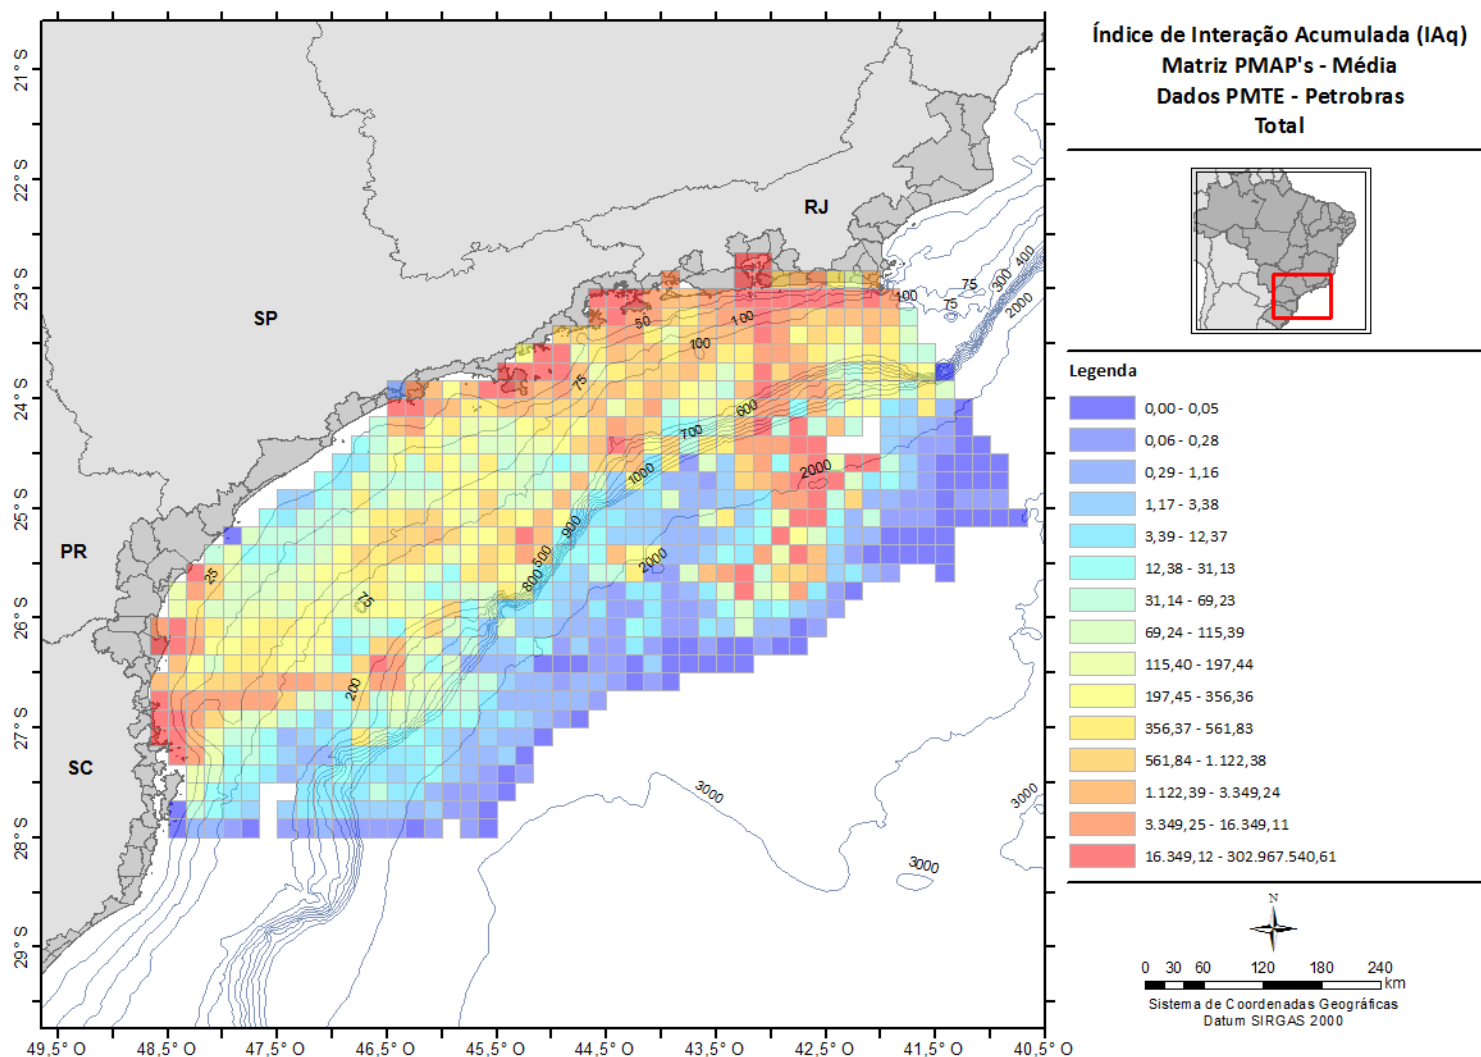 Índice de Interação Acumulada (IAq)
Matriz PMAP's - Média
Dados PMTE - Petrobras
Total
Legenda
0,00 - 0,05
0,06 - 0,28
0,29 - 1,16
1,17 - 3,38
3,39 - 12,37
12,38 - 31,13
31,14 - 69,23
69,24 - 115,39
115,40 - 197,44
197,45 - 356,36
356,37 - 561,83
561,84 - 1.122,38
1.122,39 - 3.349,24
3.349,25 - 16.349,11
16.349,12 - 302.967.540,61
N
0 30 60 120 180 240
km
Sistema de Coordenadas Geográficas
Datum SIRGAS 2000
21° S
22° S
23° S
24° S
25° S
26° S
27° S
28° S
29° S
49,5° O
48,5° O
47,5° O
46,5° O
45,5° O
44,5° O
43,5° O
42,5° O
41,5° O
40,5° O
RJ
SP
PR
SC
400
300
2000
75
75
100
50
100
100
75
600
700
1000
2000
900
500
800
2000
25
75
200
3000
3000
3000